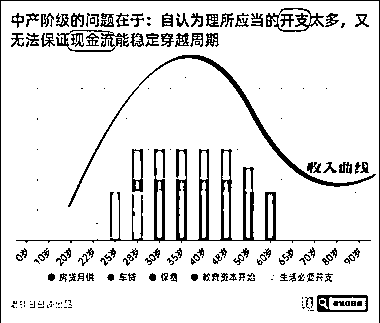 中产阶级的问题在于：自认为理所应当的开支太多，又
无法保证现金流能稳定穿越周期
收入曲线
0岁 10岁 20岁 25岁 28岁 30岁 35岁 40岁 45岁 50岁 60岁 65岁 70岁 80岁 90岁
● 房贷月供 ● 车贷 ● 保费 ● 教育资本开始 生活必要开支